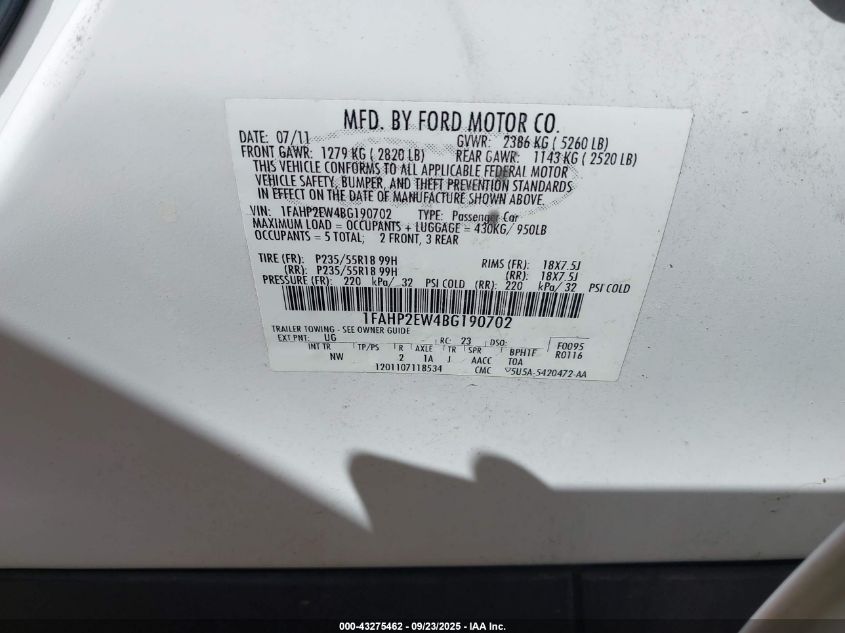 MFD. BY FORD MOTOR CO.
DATE: 07/11 GVWR: 2386 KG ( 5260 LB)
FRONT GAWR: 1279 KG ( 2820 LB) REAR GAWR: 1143 KG ( 2520 LB)
THIS VEHICLE CONFORMS TO ALL APPLICABLE FEDERAL MOTOR
VEHICLE SAFETY, BUMPER, AND THEFT PREVENTION STANDARDS
IN EFFECT ON THE DATE OF MANUFACTURE SHOWN ABOVE.
VIN: 1FAHP2EW4BG190702 TYPE: Passenger Car
MAXIMUM LOAD = OCCUPANTS + LUGGAGE = 430KG/ 950LB
OCCUPANTS = 5 TOTAL; 2 FRONT, 3 REAR
TIRE (FR): P235/55R18 99H RIMS (FR): 18X7.5J
(RR): P235/55R18 99H (RR): 18X7.5J
PRESSURE (FR): 220 kPa/ 32 PSI COLD (RR): 220 kPa/ 32 PSI COLD
1FAHP2EW4BG190702
TRAILER TOWING - SEE OWNER GUIDE
EXT PNT: UG RC: 23 DSO: F0095
INT TR TP/PS R AXLE TR SPR BPHTF R0116
NW 2 1A J AACC TOA
1201107118534 CMC 5U5A-5420472-AA
000-43275462 - 09/23/2025 - IAA Inc.